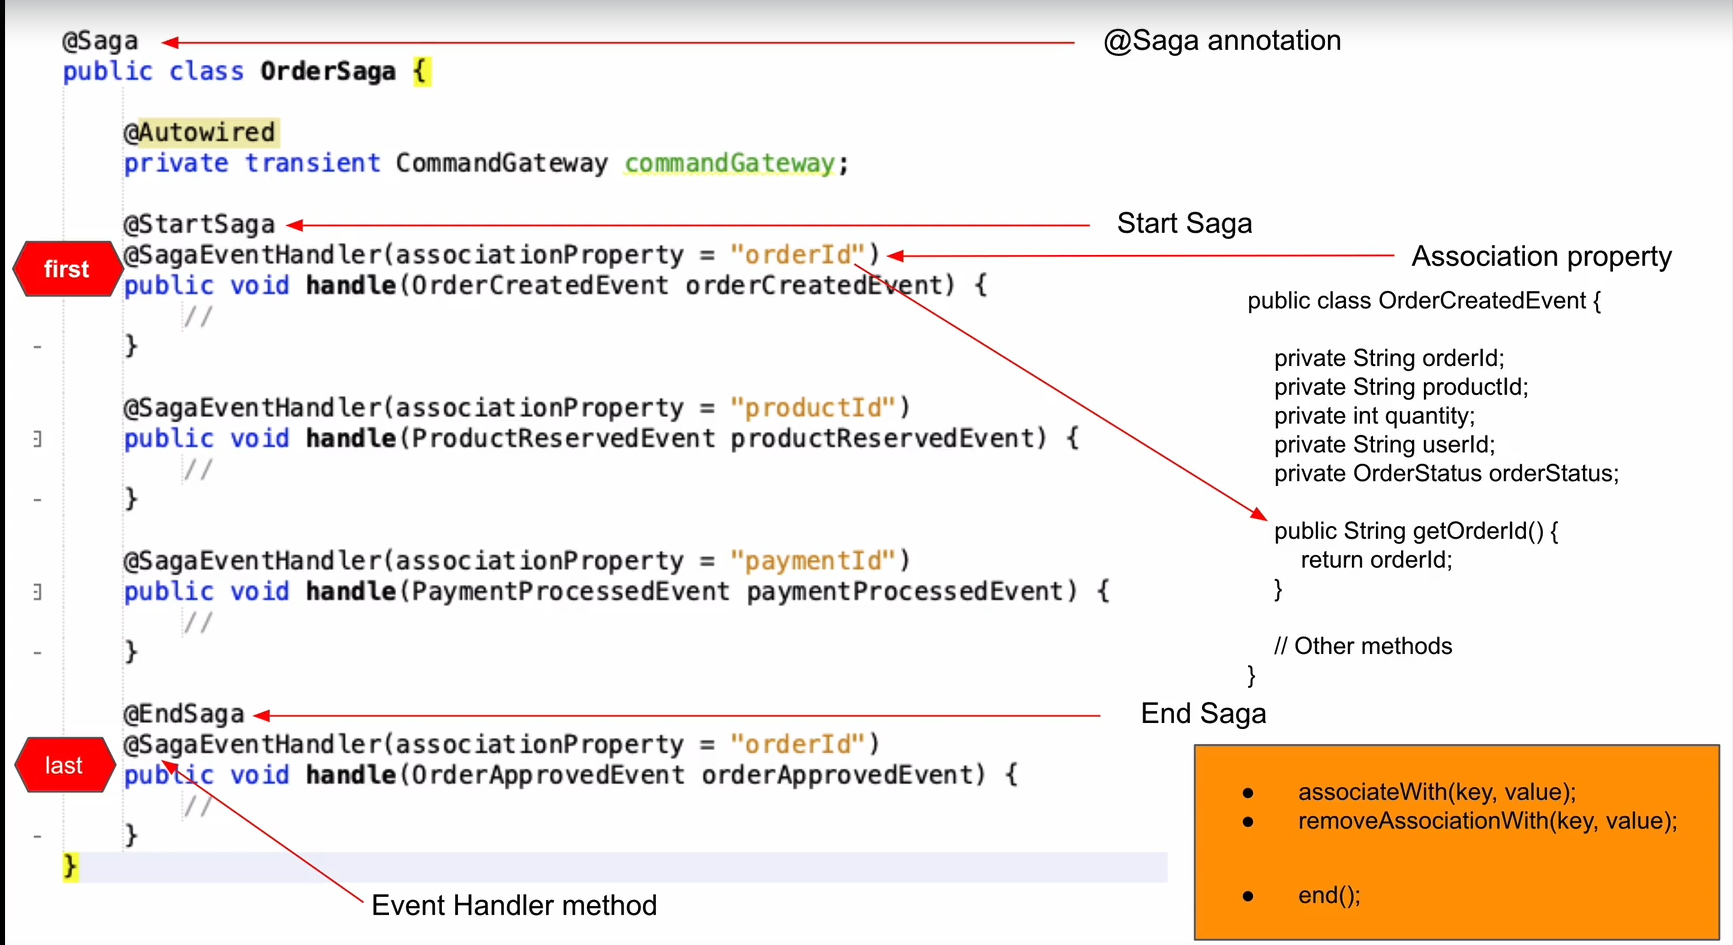 @Saga
@Saga annotation
public class OrderSaga {
@Autowired
private transient CommandGateway commandGateway;
@StartSaga
Start Saga
first
@SagaEventHandler(associationProperty = "orderId")
Association property
public void handle(OrderCreatedEvent orderCreatedEvent) {
//
}
@SagaEventHandler(associationProperty = "productId")
public void handle(ProductReservedEvent productReservedEvent) {
//
}
@SagaEventHandler(associationProperty = "paymentId")
public void handle(PaymentProcessedEvent paymentProcessedEvent) {
//
}
@EndSaga
End Saga
last
@SagaEventHandler(associationProperty = "orderId")
public void handle(OrderApprovedEvent orderApprovedEvent) {
//
}
}
Event Handler method
public class OrderCreatedEvent {
private String orderId;
private String productId;
private int quantity;
private String userId;
private OrderStatus orderStatus;
public String getOrderId() {
return orderId;
}
// Other methods
}
● associateWith(key, value);
● removeAssociationWith(key, value);
● end();